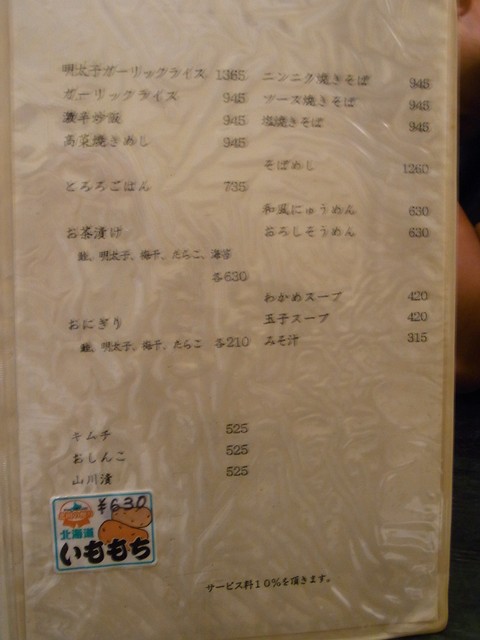 明太子ガーリックライス 1365
ガーリックライス 945
激辛炒飯 945
高菜焼きめし 945
とろろごはん 735
お茶漬け
鮭、明太子、梅干、たらこ、海苔
各630
おにぎり
鮭、明太子、梅干、たらこ 各210
キムチ 525
おしんこ 525
山川漬 525
¥630
北海道
いももち
ニンニク焼きそば 945
ソース焼きそば 945
塩焼きそば 945
そばめし 1260
和風にゅうめん 630
おろしそうめん 630
わかめスープ 420
玉子スープ 420
みそ汁 315
サービス料10%を頂きます。